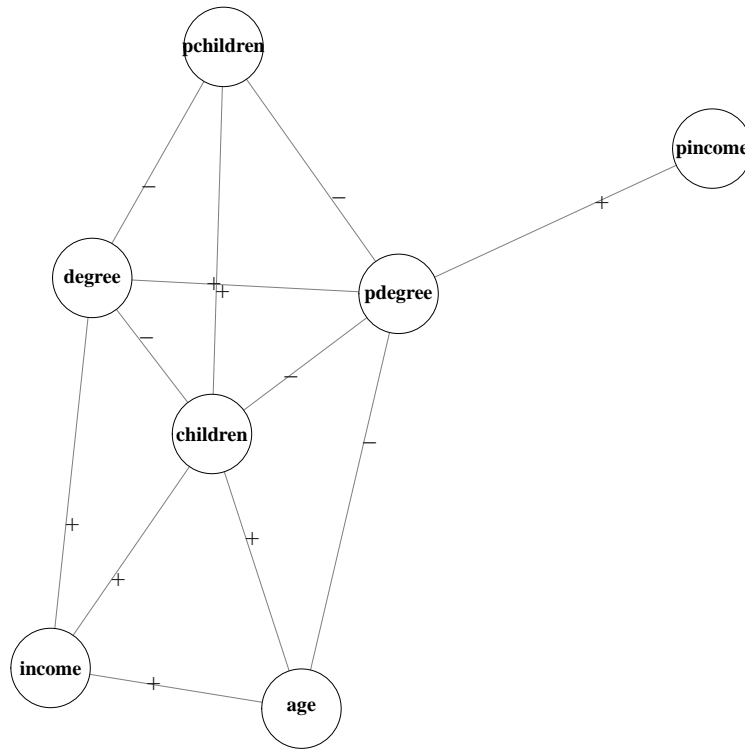 pchildren
pincome
−
−
+
degree
+
+
pdegree
−
−
children
−
+
+
+
income
+
age